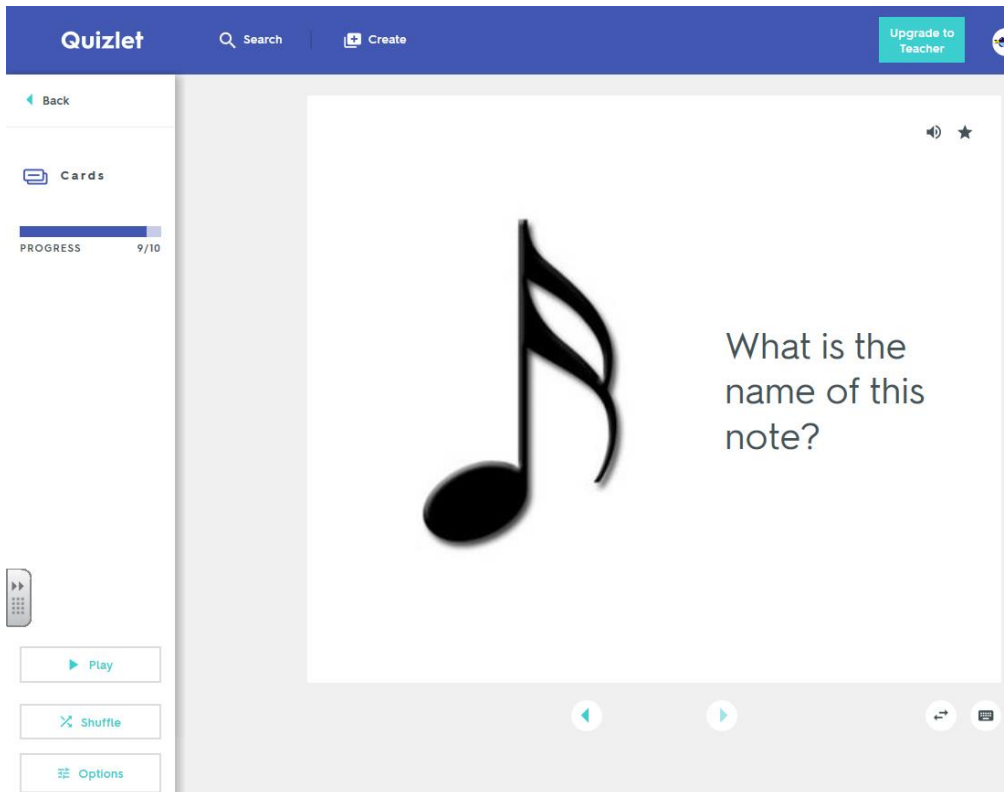 Quizlet
Search
Create
Upgrade to
Teacher
Back
Cards
PROGRESS 9/10
What is the
name of this
note?
Play
Shuffle
Options